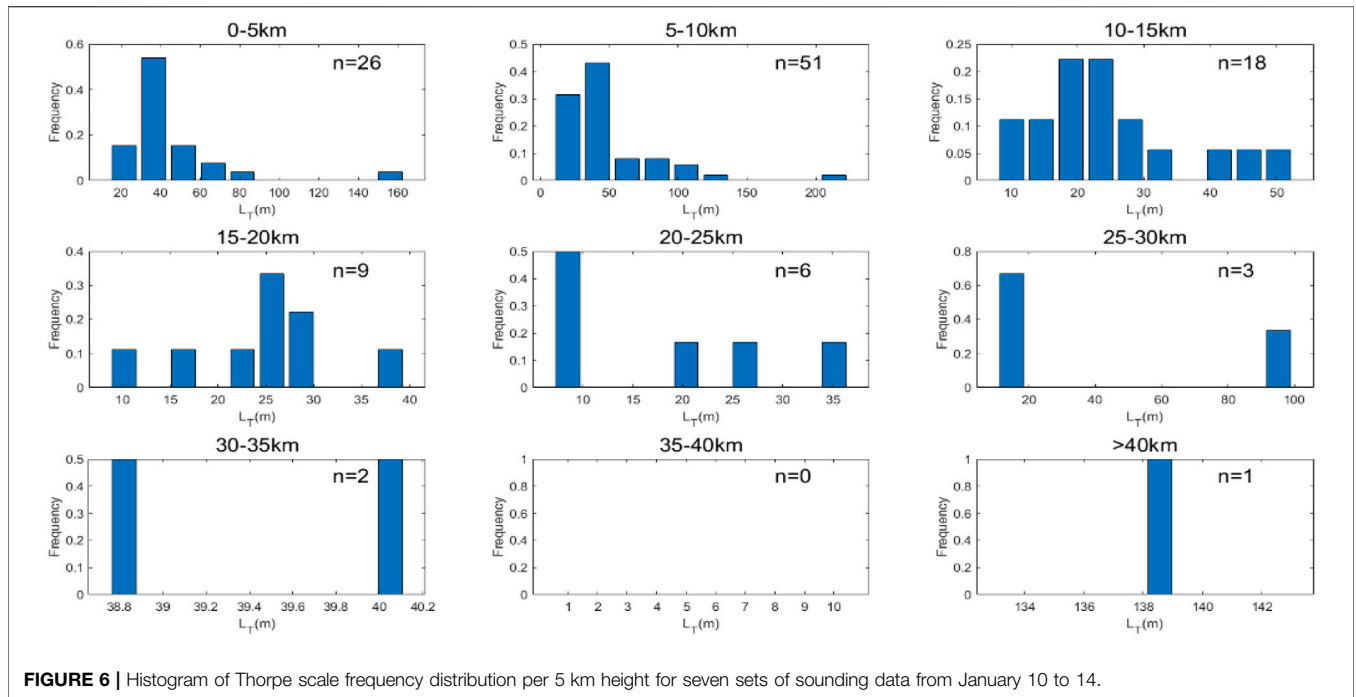 0-5km
0.6
0.4
0.2
0
Frequency
n=26
20 40 60 80 100 120 140 160
L_T(m)
5-10km
0.5
0.4
0.3
0.2
0.1
0
Frequency
n=51
0 50 100 150 200
L_T(m)
10-15km
0.25
0.2
0.15
0.1
0.05
0
Frequency
n=18
10 20 30 40 50
L_T(m)
15-20km
0.4
0.3
0.2
0.1
0
Frequency
n=9
10 15 20 25 30 35 40
L_T(m)
20-25km
0.5
0.4
0.3
0.2
0.1
0
Frequency
n=6
10 15 20 25 30 35
L_T(m)
25-30km
0.8
0.6
0.4
0.2
0
Frequency
n=3
20 40 60 80 100
L_T(m)
30-35km
0.5
0.4
0.3
0.2
0.1
0
Frequency
n=2
38.8 39 39.2 39.4 39.6 39.8 40 40.2
L_T(m)
35-40km
1
0.8
0.6
0.4
0.2
0
Frequency
n=0
1 2 3 4 5 6 7 8 9 10
L_T(m)
>40km
1
0.8
0.6
0.4
0.2
0
Frequency
n=1
134 136 138 140 142
L_T(m)
FIGURE 6 | Histogram of Thorpe scale frequency distribution per 5 km height for seven sets of sounding data from January 10 to 14.